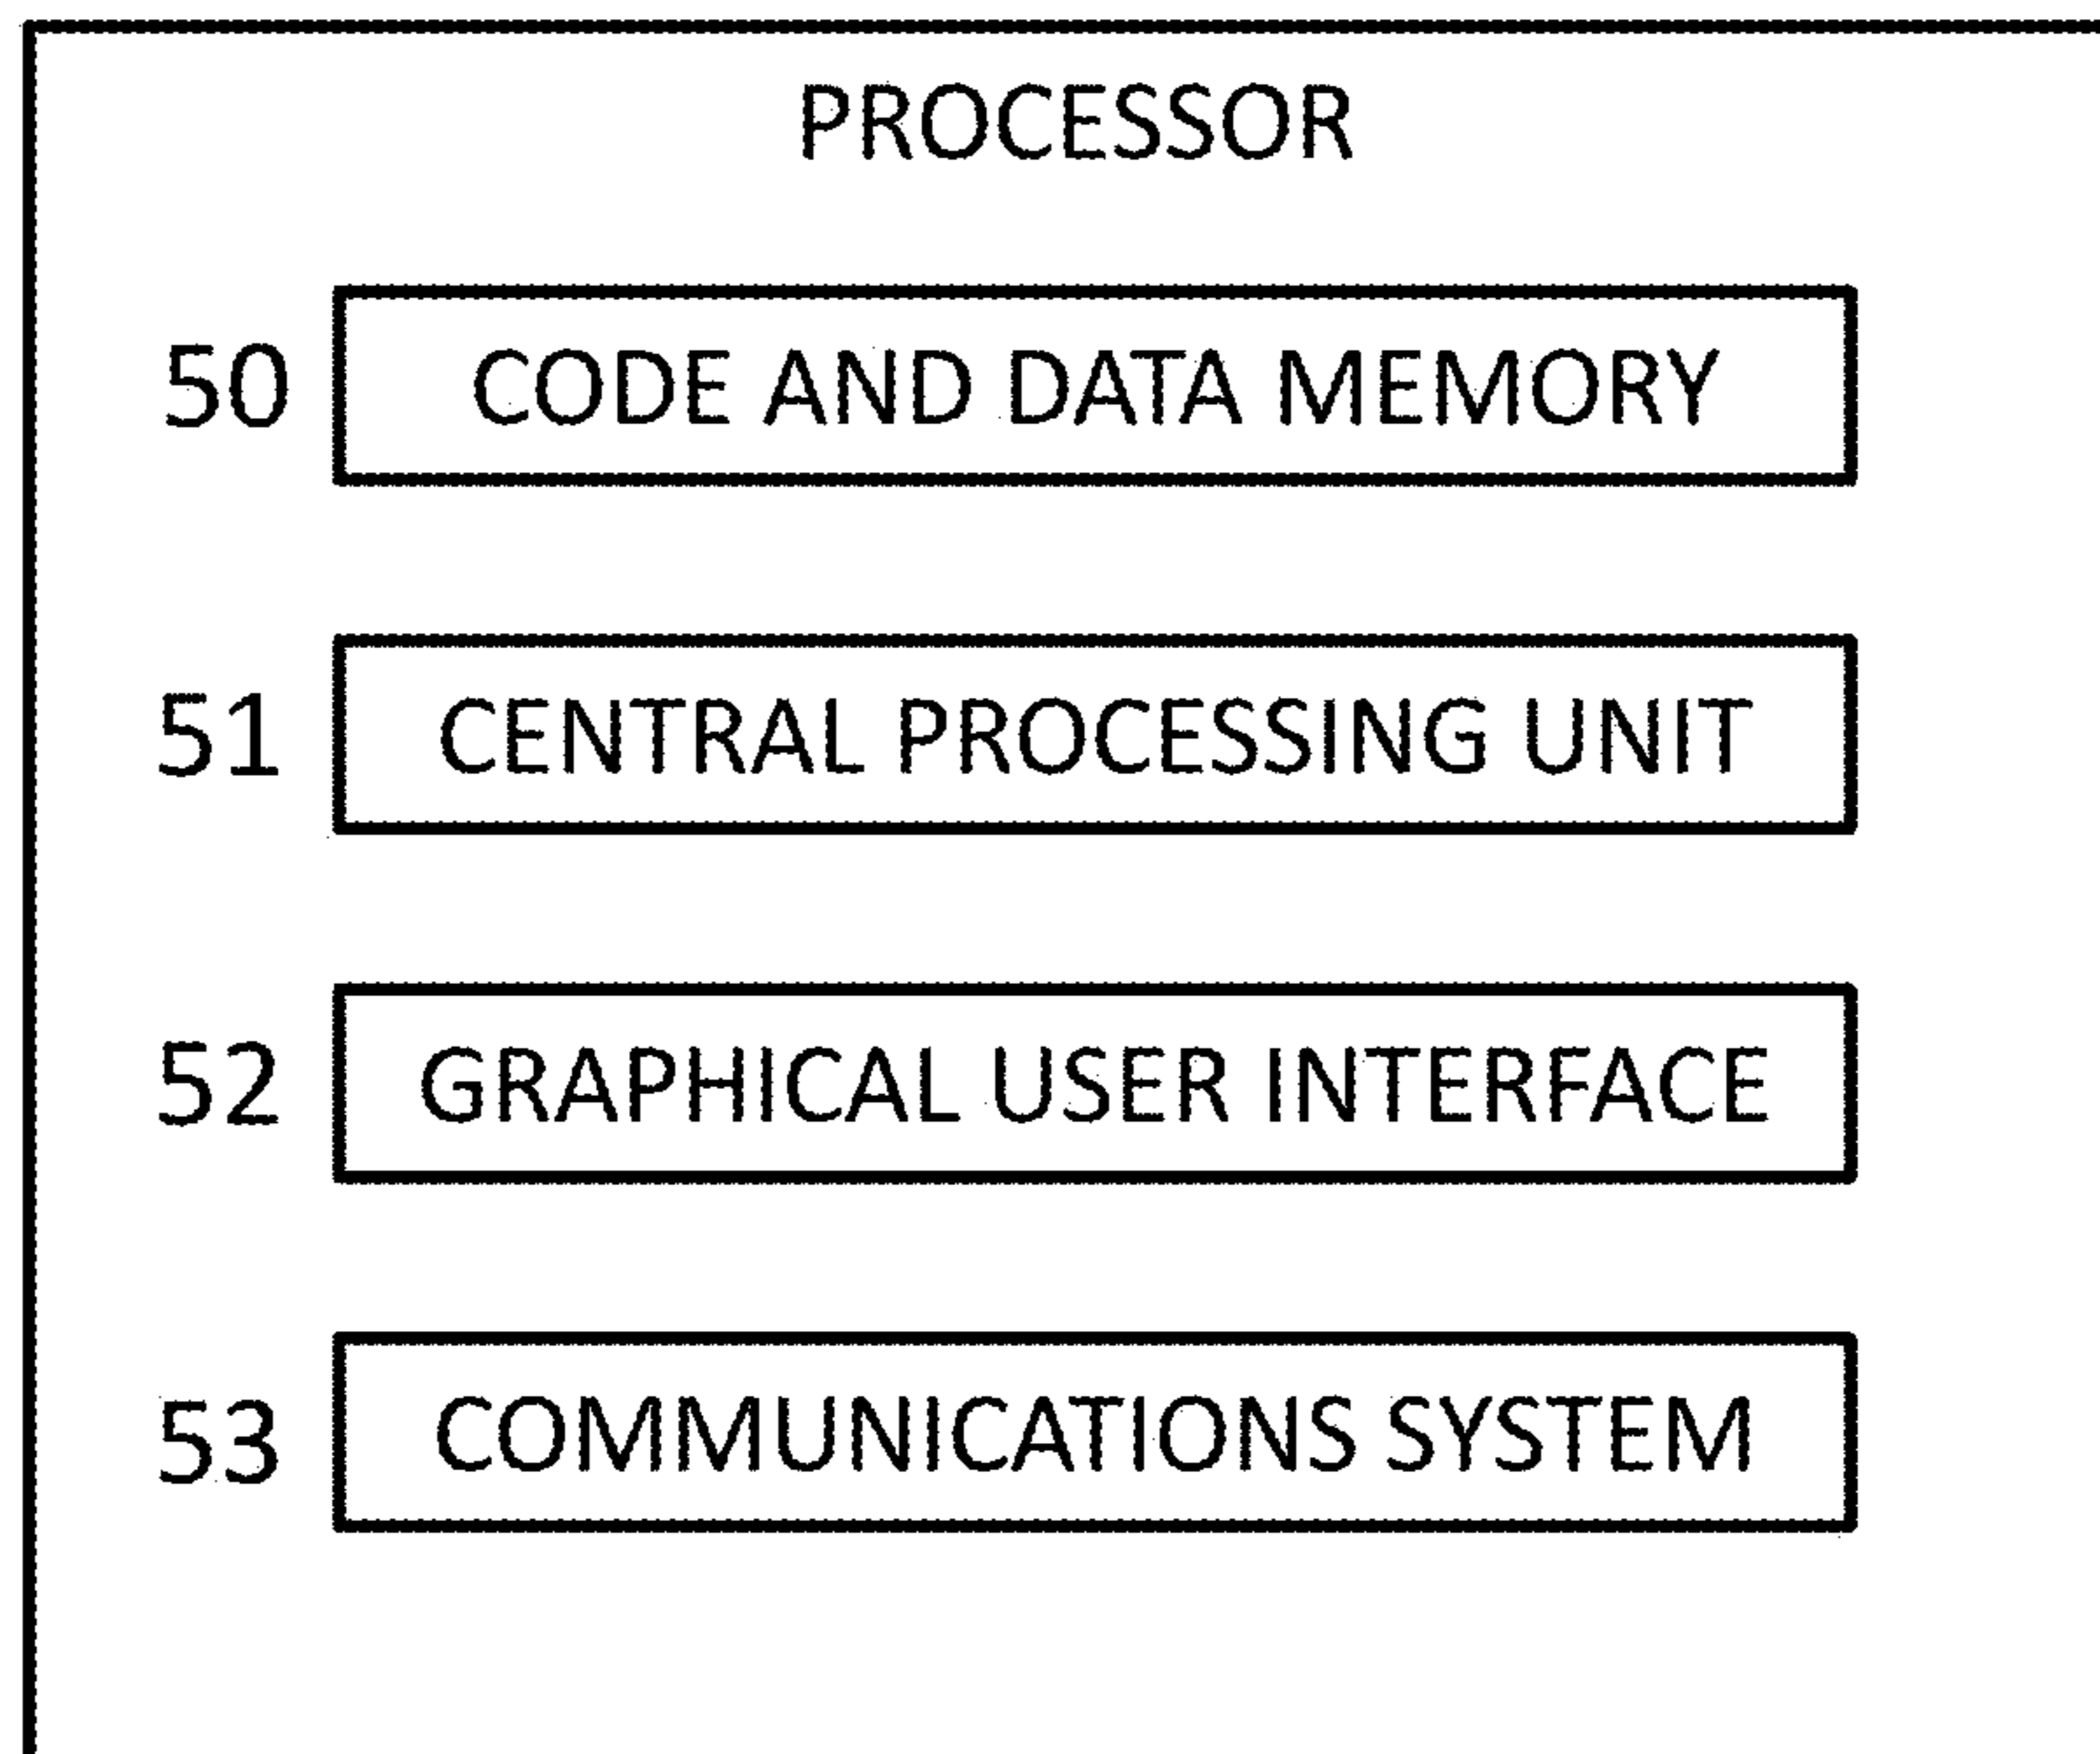 PROCESSOR
50 CODE AND DATA MEMORY
51 CENTRAL PROCESSING UNIT
52 GRAPHICAL USER INTERFACE
53 COMMUNICATIONS SYSTEM